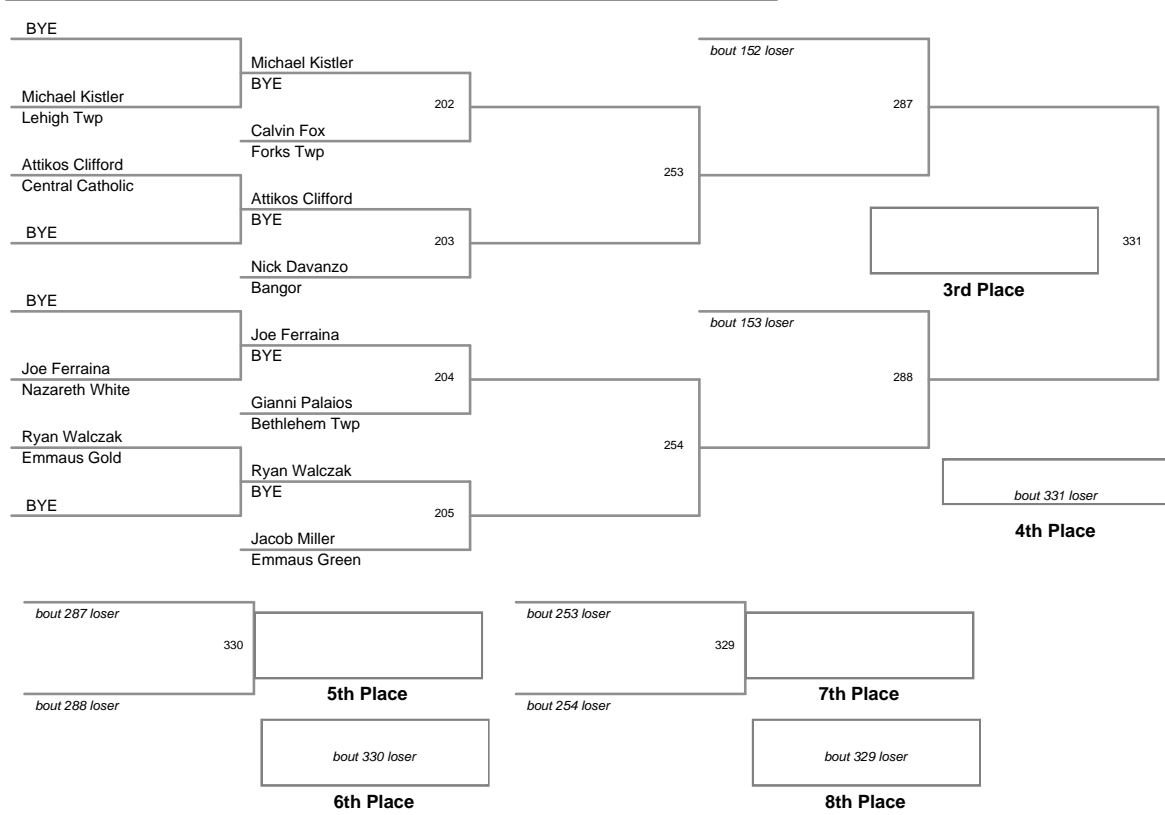 BYE
Michael Kistler
Lehigh Twp
Attikos Clifford
Central Catholic
BYE
BYE
Joe Ferraina
Nazareth White
Ryan Walczak
Emmaus Gold
BYE
Michael Kistler
BYE
202
Calvin Fox
Forks Twp
Attikos Clifford
BYE
203
Nick Davanzo
Bangor
Joe Ferraina
BYE
204
Gianni Palaios
Bethlehem Twp
Ryan Walczak
BYE
205
Jacob Miller
Emmaus Green
253
254
bout 152 loser
287
bout 153 loser
288
331
3rd Place
bout 331 loser
4th Place
bout 287 loser
330
bout 288 loser
5th Place
bout 330 loser
6th Place
bout 253 loser
329
bout 254 loser
7th Place
bout 329 loser
8th Place